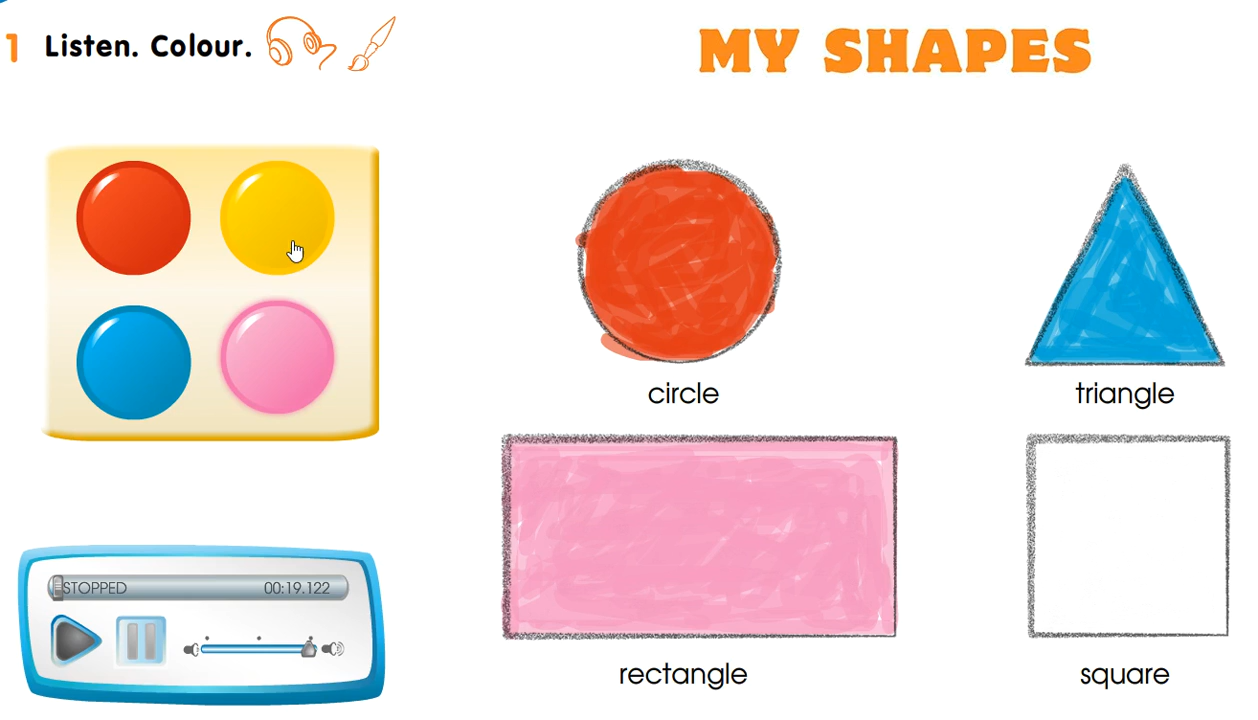 1 Listen. Colour.
MY SHAPES
circle
triangle
rectangle
square
STOPPED 00:19.122